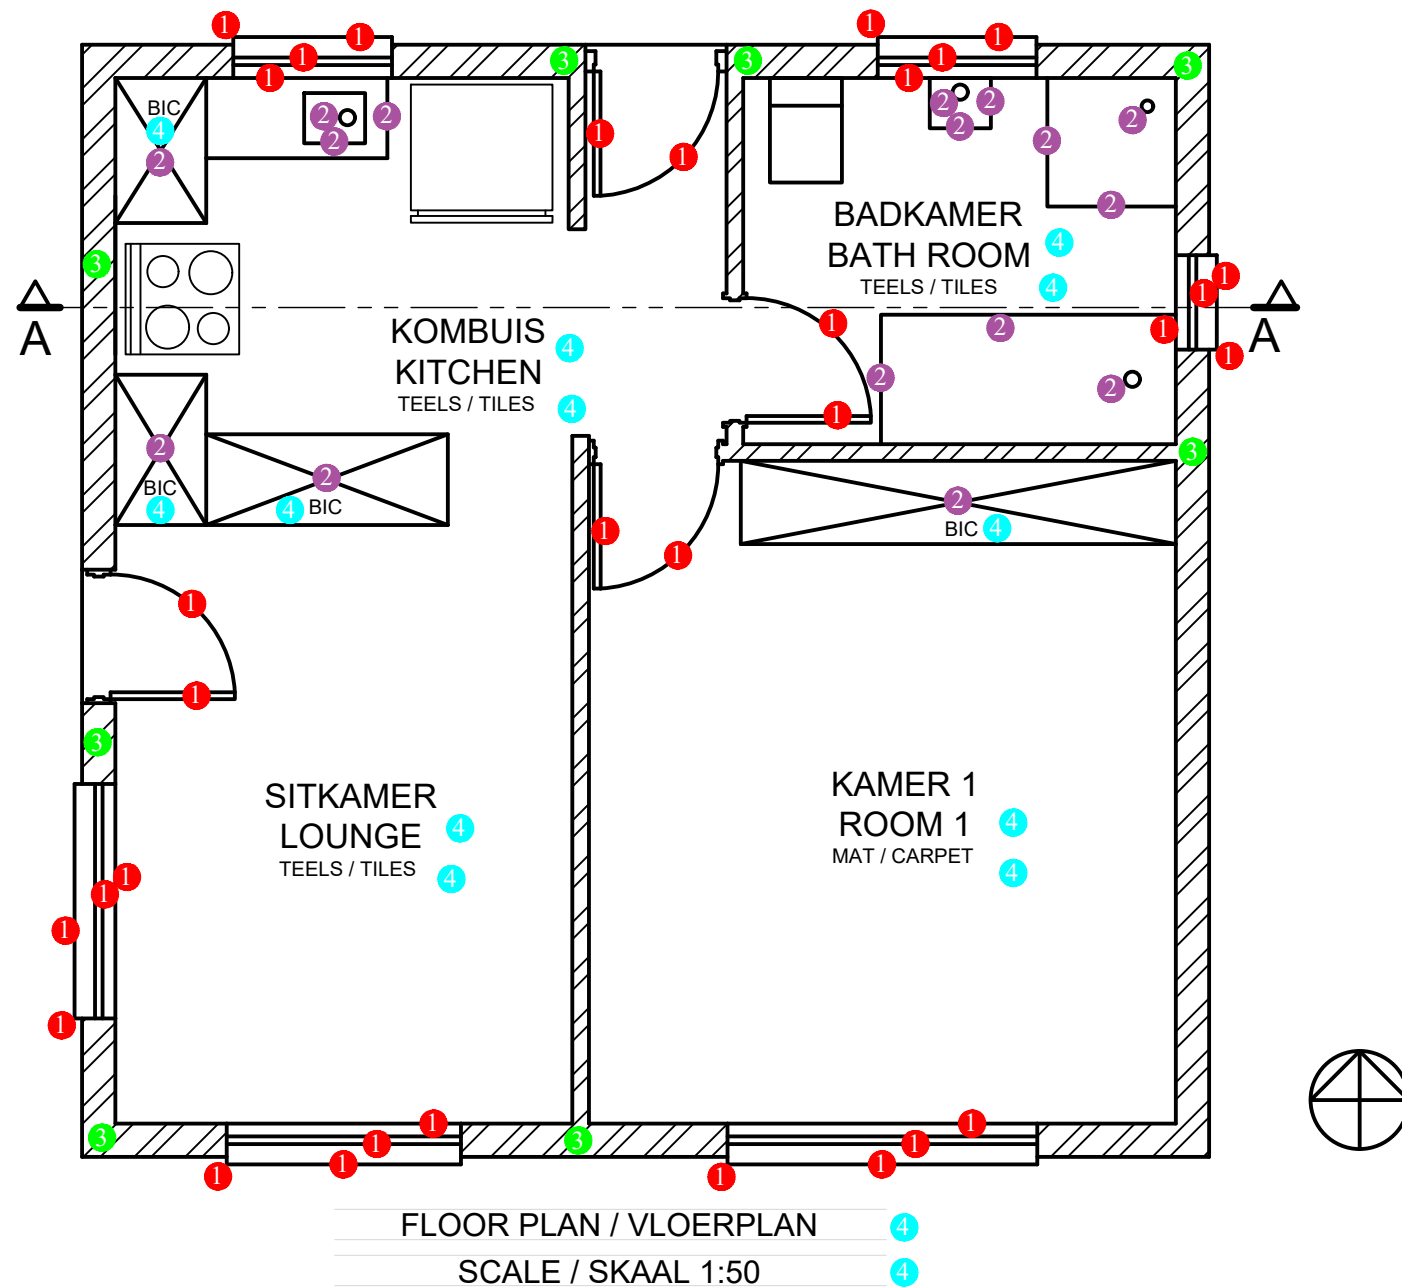 BIC
BADKAMER
BATH ROOM
TEELS / TILES
A
A
KOMBUIS
KITCHEN
TEELS / TILES
BIC
BIC
BIC
SITKAMER
LOUNGE
TEELS / TILES
KAMER 1
ROOM 1
MAT / CARPET
FLOOR PLAN / VLOERPLAN
SCALE / SKAAL 1:50